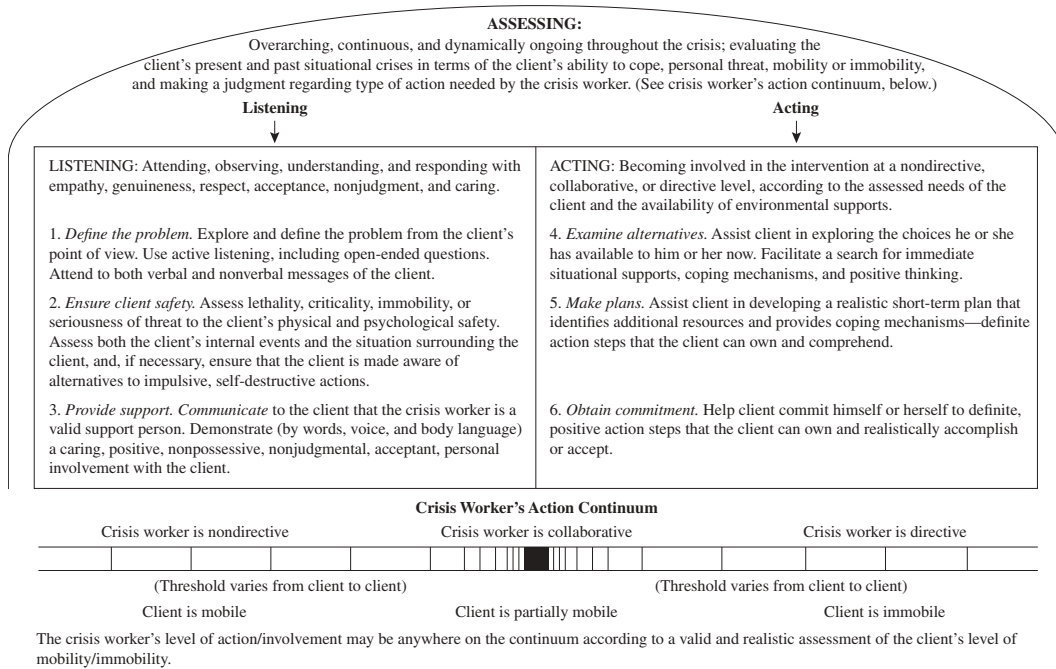 ASSESSING:
Overarching, continuous, and dynamically ongoing throughout the crisis; evaluating the
client's present and past situational crises in terms of the client's ability to cope, personal threat, mobility or immobility,
and making a judgment regarding type of action needed by the crisis worker. (See crisis worker's action continuum, below.)
Listening
Acting
LISTENING: Attending, observing, understanding, and responding with
empathy, genuineness, respect, acceptance, nonjudgment, and caring.
ACTING: Becoming involved in the intervention at a nondirective,
collaborative, or directive level, according to the assessed needs of the
client and the availability of environmental supports.
1. Define the problem. Explore and define the problem from the client's
point of view. Use active listening, including open-ended questions.
Attend to both verbal and nonverbal messages of the client.
4. Examine alternatives. Assist client in exploring the choices he or she
has available to him or her now. Facilitate a search for immediate
situational supports, coping mechanisms, and positive thinking.
2. Ensure client safety. Assess lethality, criticality, immobility, or
seriousness of threat to the client's physical and psychological safety.
Assess both the client's internal events and the situation surrounding the
client, and, if necessary, ensure that the client is made aware of
alternatives to impulsive, self-destructive actions.
5. Make plans. Assist client in developing a realistic short-term plan that
identifies additional resources and provides coping mechanisms—definite
action steps that the client can own and comprehend.
3. Provide support. Communicate to the client that the crisis worker is a
valid support person. Demonstrate (by words, voice, and body language)
a caring, positive, nonpossessive, nonjudgmental, acceptant, personal
involvement with the client.
6. Obtain commitment. Help client commit himself or herself to definite,
positive action steps that the client can own and realistically accomplish
or accept.
Crisis Worker's Action Continuum
Crisis worker is nondirective
Crisis worker is collaborative
Crisis worker is directive
(Threshold varies from client to client)
(Threshold varies from client to client)
Client is mobile
Client is partially mobile
Client is immobile
The crisis worker's level of action/involvement may be anywhere on the continuum according to a valid and realistic assessment of the client's level of
mobility/immobility.